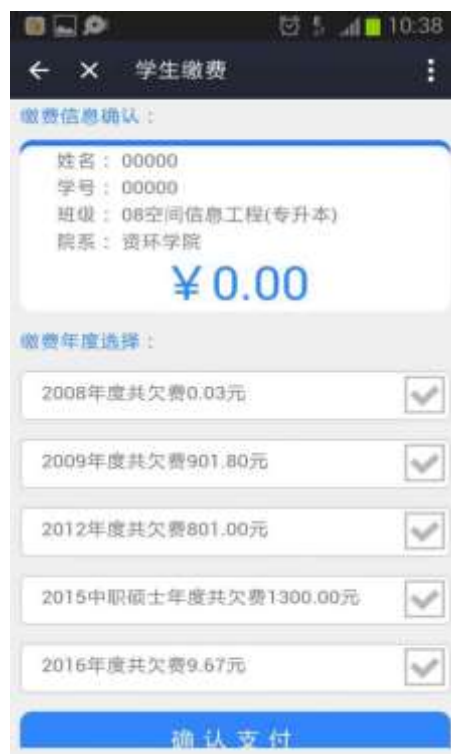 10:38
学生缴费
缴费信息确认：
姓名： 00000
学号： 00000
班级： 08空间信息工程(专升本)
院系： 资环学院
￥0.00
缴费年度选择：
2008年度共欠费0.03元
2009年度共欠费901.80元
2012年度共欠费801.00元
2015中职硕士年度共欠费1300.00元
2016年度共欠费9.67元
确认支付